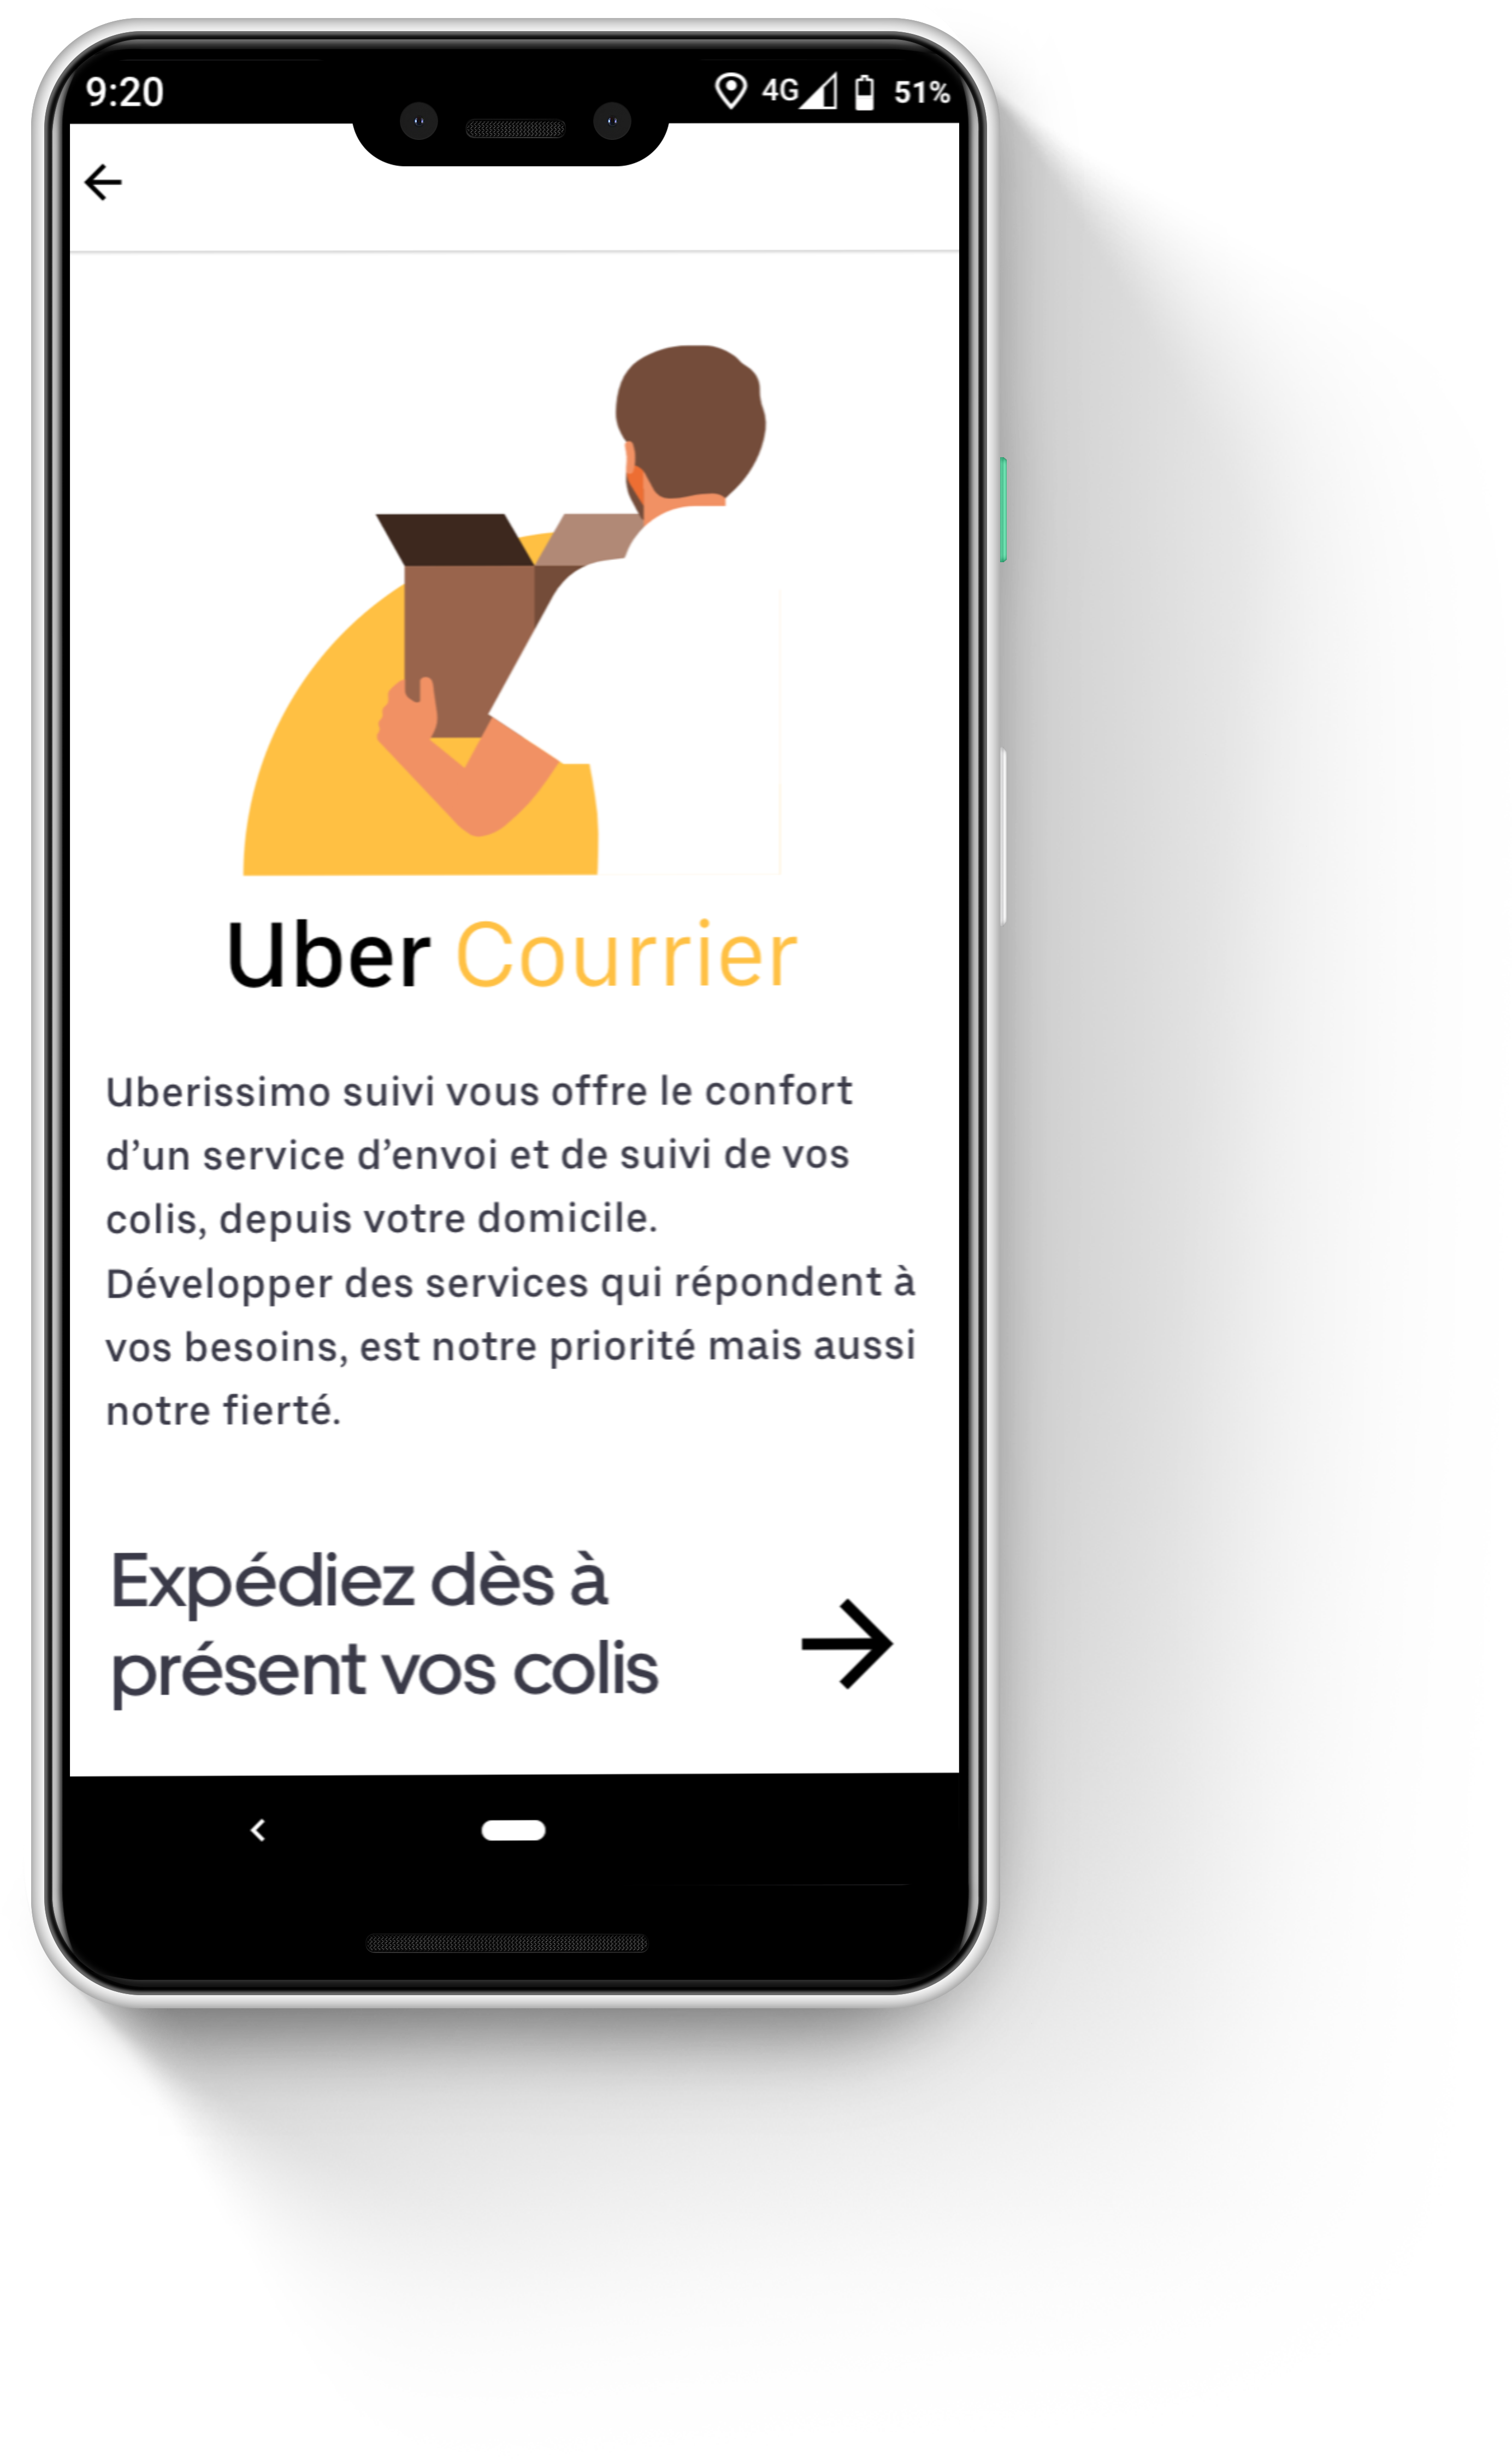 9:20 4G 51%
Uber Courrier
Uberissimo suivi vous offre le confort
d’un service d’envoi et de suivi de vos
colis, depuis votre domicile.
Développer des services qui répondent à
vos besoins, est notre priorité mais aussi
notre fierté.
Expédiez dès à
présent vos colis